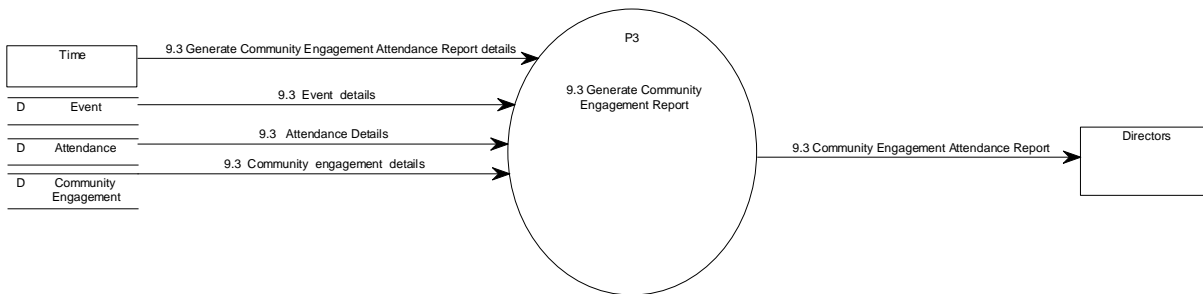 Time
9.3 Generate Community Engagement Attendance Report details
D Event
9.3 Event details
D Attendance
9.3 Attendance Details
D Community
Engagement
9.3 Community engagement details
P3
9.3 Generate Community
Engagement Report
9.3 Community Engagement Attendance Report
Directors